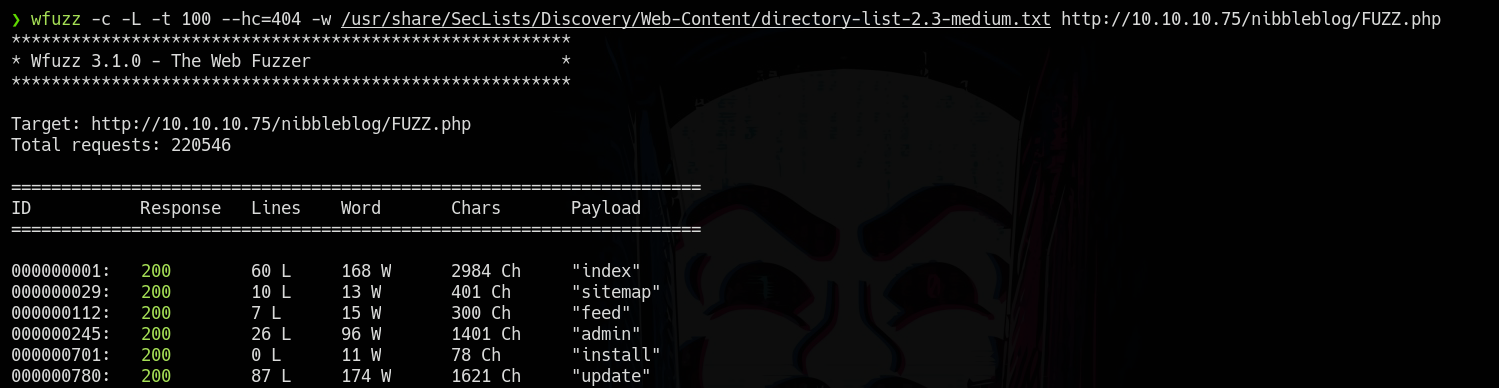 ❯ wfuzz -c -L -t 100 --hc=404 -w /usr/share/SecLists/Discovery/Web-Content/directory-list-2.3-medium.txt http://10.10.10.75/nibbleblog/FUZZ.php
********************************************************
* Wfuzz 3.1.0 - The Web Fuzzer                         *
********************************************************
Target: http://10.10.10.75/nibbleblog/FUZZ.php
Total requests: 220546
=====================================================================
ID           Response   Lines    Word       Chars       Payload
=====================================================================
000000001:   200        60 L     168 W      2984 Ch     "index"
000000029:   200        10 L     13 W       401 Ch      "sitemap"
000000112:   200        7 L      15 W       300 Ch      "feed"
000000245:   200        26 L     96 W       1401 Ch     "admin"
000000701:   200        0 L      11 W       78 Ch       "install"
000000780:   200        87 L     174 W      1621 Ch     "update"